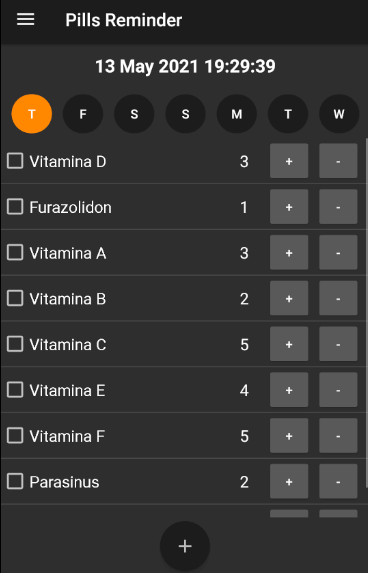 Pills Reminder
13 May 2021 19:29:39
T F S S M T W
Vitamina D 3 + -
Furazolidon 1 + -
Vitamina A 3 + -
Vitamina B 2 + -
Vitamina C 5 + -
Vitamina E 4 + -
Vitamina F 5 + -
Parasinus 2 + -
+